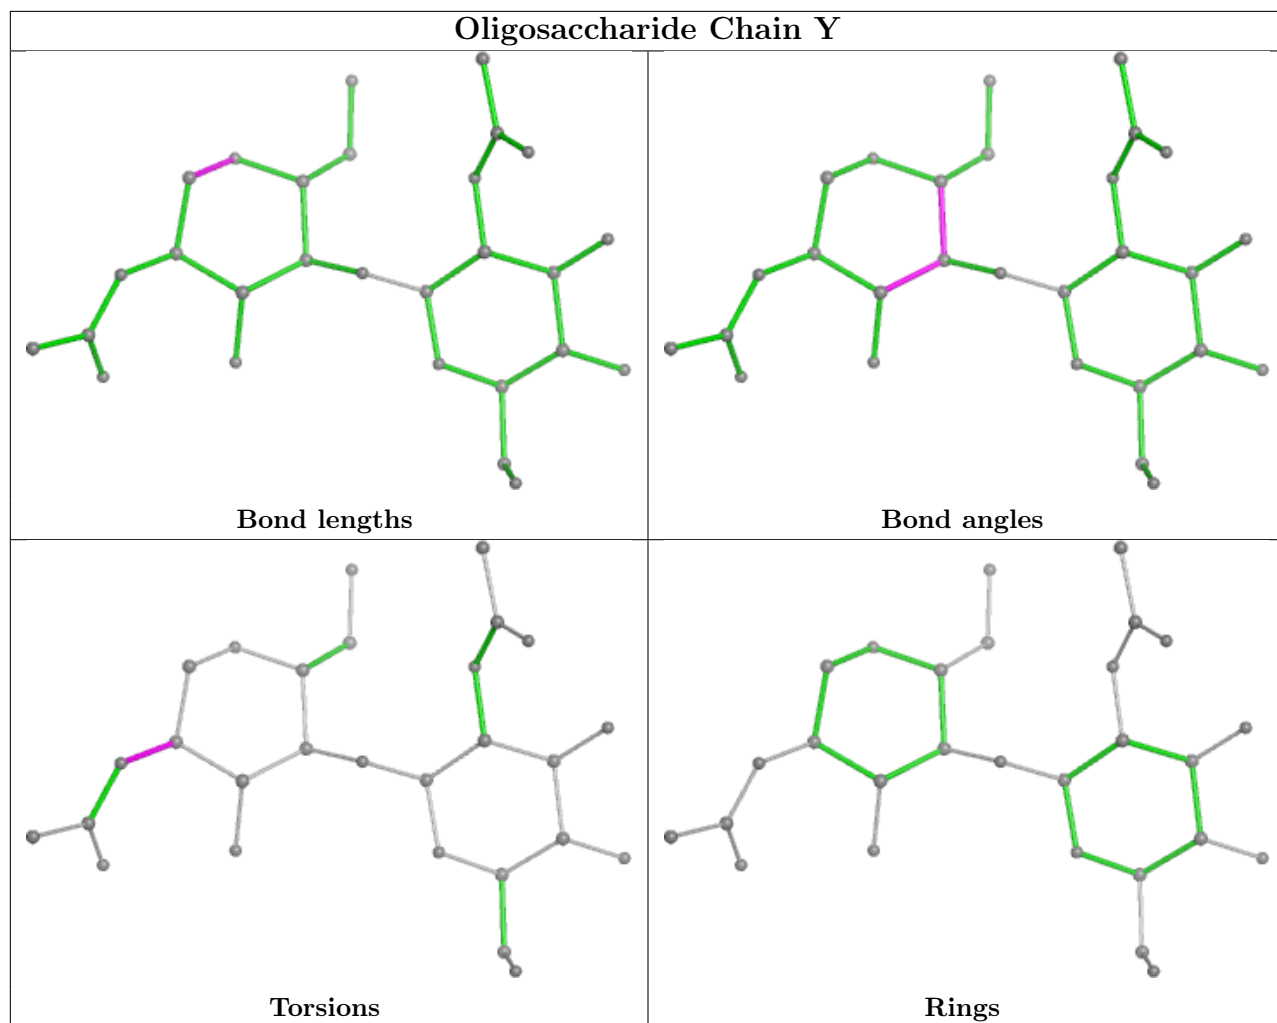 Oligosaccharide Chain Y
Bond lengths
Bond angles
Torsions
Rings